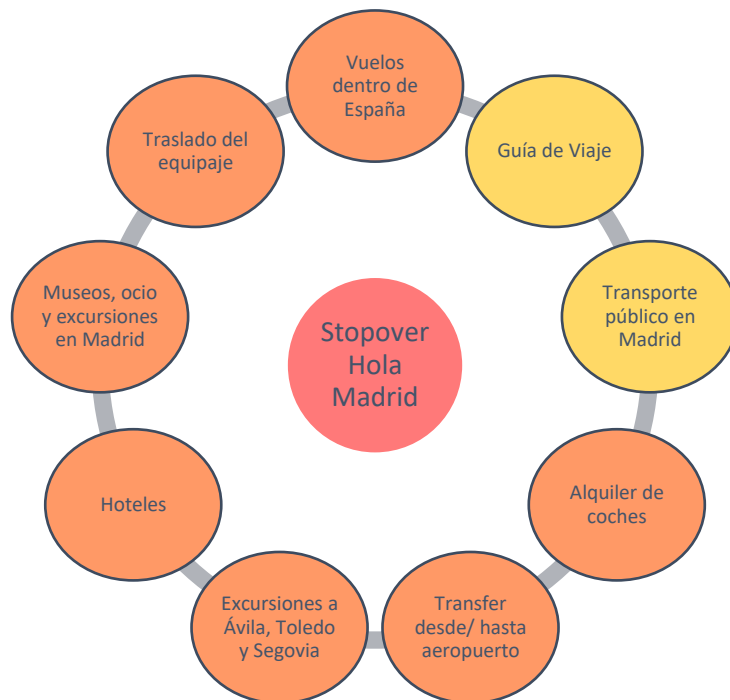 Vuelos
dentro de
España
Guía de Viaje
Transporte
público en
Madrid
Alquiler de
coches
Transfer
desde/ hasta
aeropuerto
Excursiones a
Ávila, Toledo
y Segovia
Hoteles
Museos, ocio
y excursiones
en Madrid
Traslado del
equipaje
Stopover
Hola
Madrid